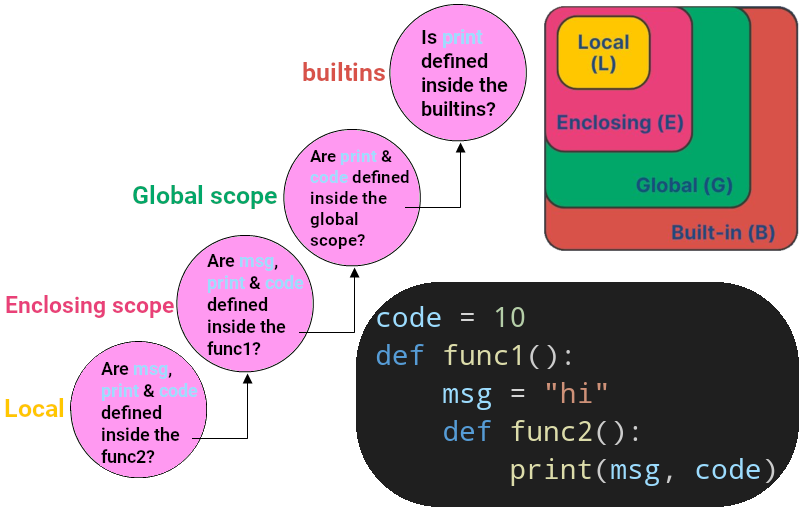 Is print
defined
inside the
builtins?
builtins
Are print &
code defined
inside the
global
scope?
Global scope
Are msg,
print & code
defined
inside the
func1?
Enclosing scope
Are msg,
print & code
defined
inside the
func2?
Local
Local
(L)
Enclosing (E)
Global (G)
Built-in (B)
code = 10
def func1():
    msg = "hi"
    def func2():
        print(msg, code)